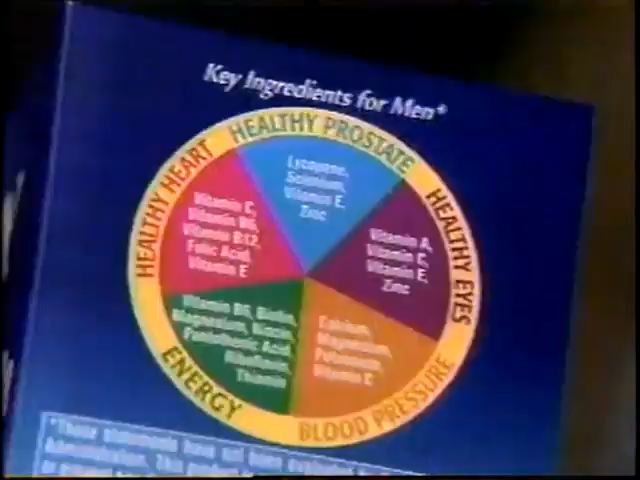 Key Ingredients for Men*
HEALTHY PROSTATE
Lycopene,
Selenium,
Vitamin E,
Zinc
HEALTHY HEART
Vitamin C,
Vitamin B6,
Vitamin B12,
Folic Acid,
Vitamin E
HEALTHY EYES
Vitamin A,
Vitamin C,
Vitamin E,
Zinc
ENERGY
Vitamin B6, Biotin,
Magnesium, Niacin,
Pantothenic Acid,
Riboflavin,
Thiamin
BLOOD PRESSURE
Calcium,
Magnesium,
Potassium,
Vitamin C
*These statements have not been evaluated
Administration. This product